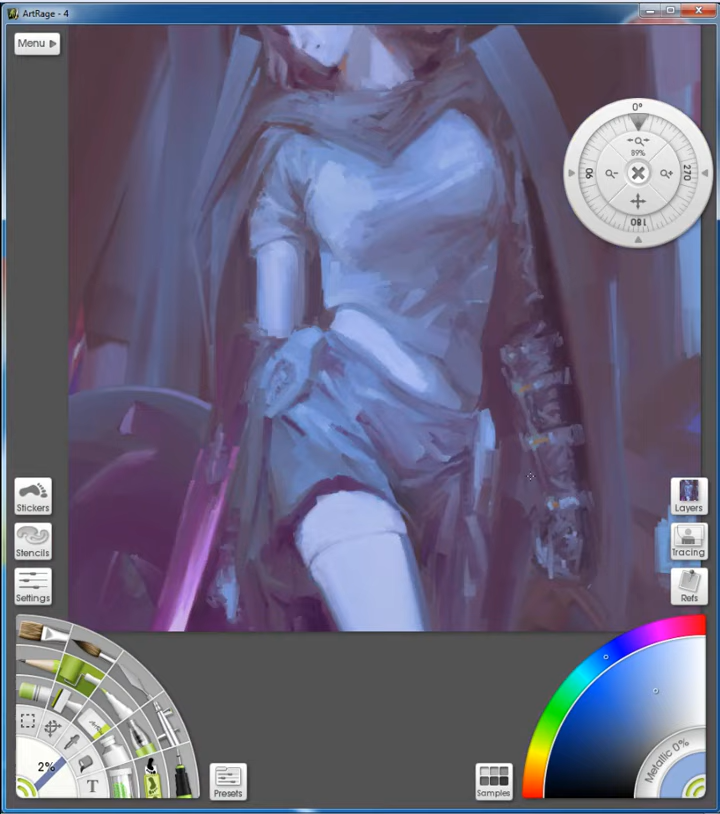 ArtRage - 4
Menu
0°
89%
90
270
180
Stickers
Layers
Stencils
Tracing
Settings
Refs
2%
T
Presets
Samples
Metallic 0%